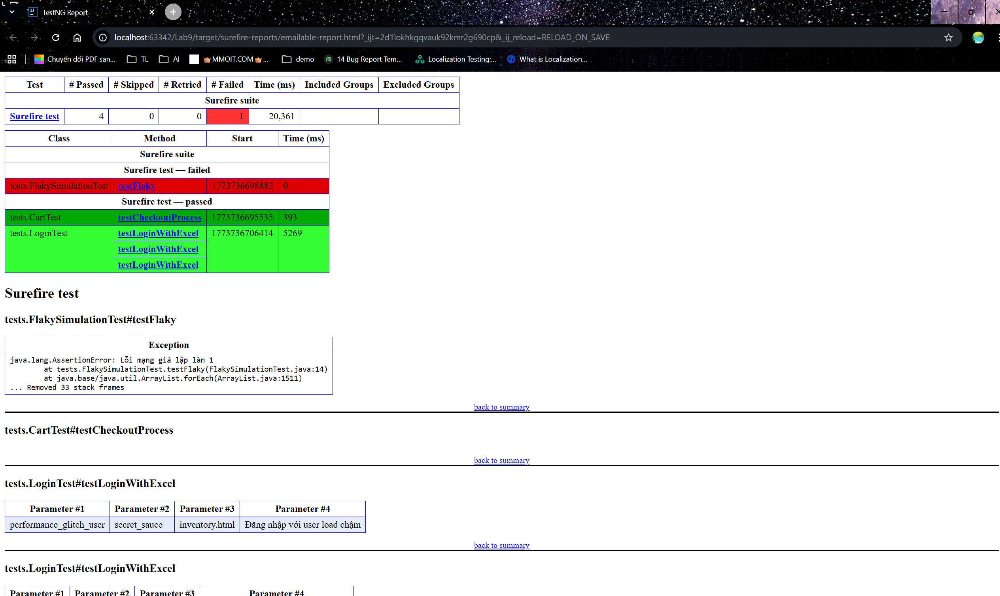 TestNG Report
localhost:63342/Lab9/target/surefire-reports/emailable-report.html?_ijt=2d1lokhkgqvauk92kmr2g690cp&_ij_reload=RELOAD_ON_SAVE
Chuyển đổi PDF san... TL AI 👑MMOIT.COM👑... demo 14 Bug Report Tem... Localization Testing:... What is Localization...
Test # Passed # Skipped # Retried # Failed Time (ms) Included Groups Excluded Groups
Surefire suite
Surefire test 4 0 0 1 20,361
Class Method Start Time (ms)
Surefire suite
Surefire test — failed
tests.FlakySimulationTest testFlaky 1773736698882 0
Surefire test — passed
tests.CartTest testCheckoutProcess 1773736695535 393
tests.LoginTest testLoginWithExcel 1773736706414 5269
testLoginWithExcel
testLoginWithExcel
Surefire test
tests.FlakySimulationTest#testFlaky
Exception
java.lang.AssertionError: Lỗi mạng giả lập lần 1
at tests.FlakySimulationTest.testFlaky(FlakySimulationTest.java:14)
at java.base/java.util.ArrayList.forEach(ArrayList.java:1511)
... Removed 33 stack frames
back to summary
tests.CartTest#testCheckoutProcess
back to summary
tests.LoginTest#testLoginWithExcel
Parameter #1 Parameter #2 Parameter #3 Parameter #4
performance_glitch_user secret_sauce inventory.html Đăng nhập với user load chậm
back to summary
tests.LoginTest#testLoginWithExcel
Parameter #1 Parameter #2 Parameter #3 Parameter #4